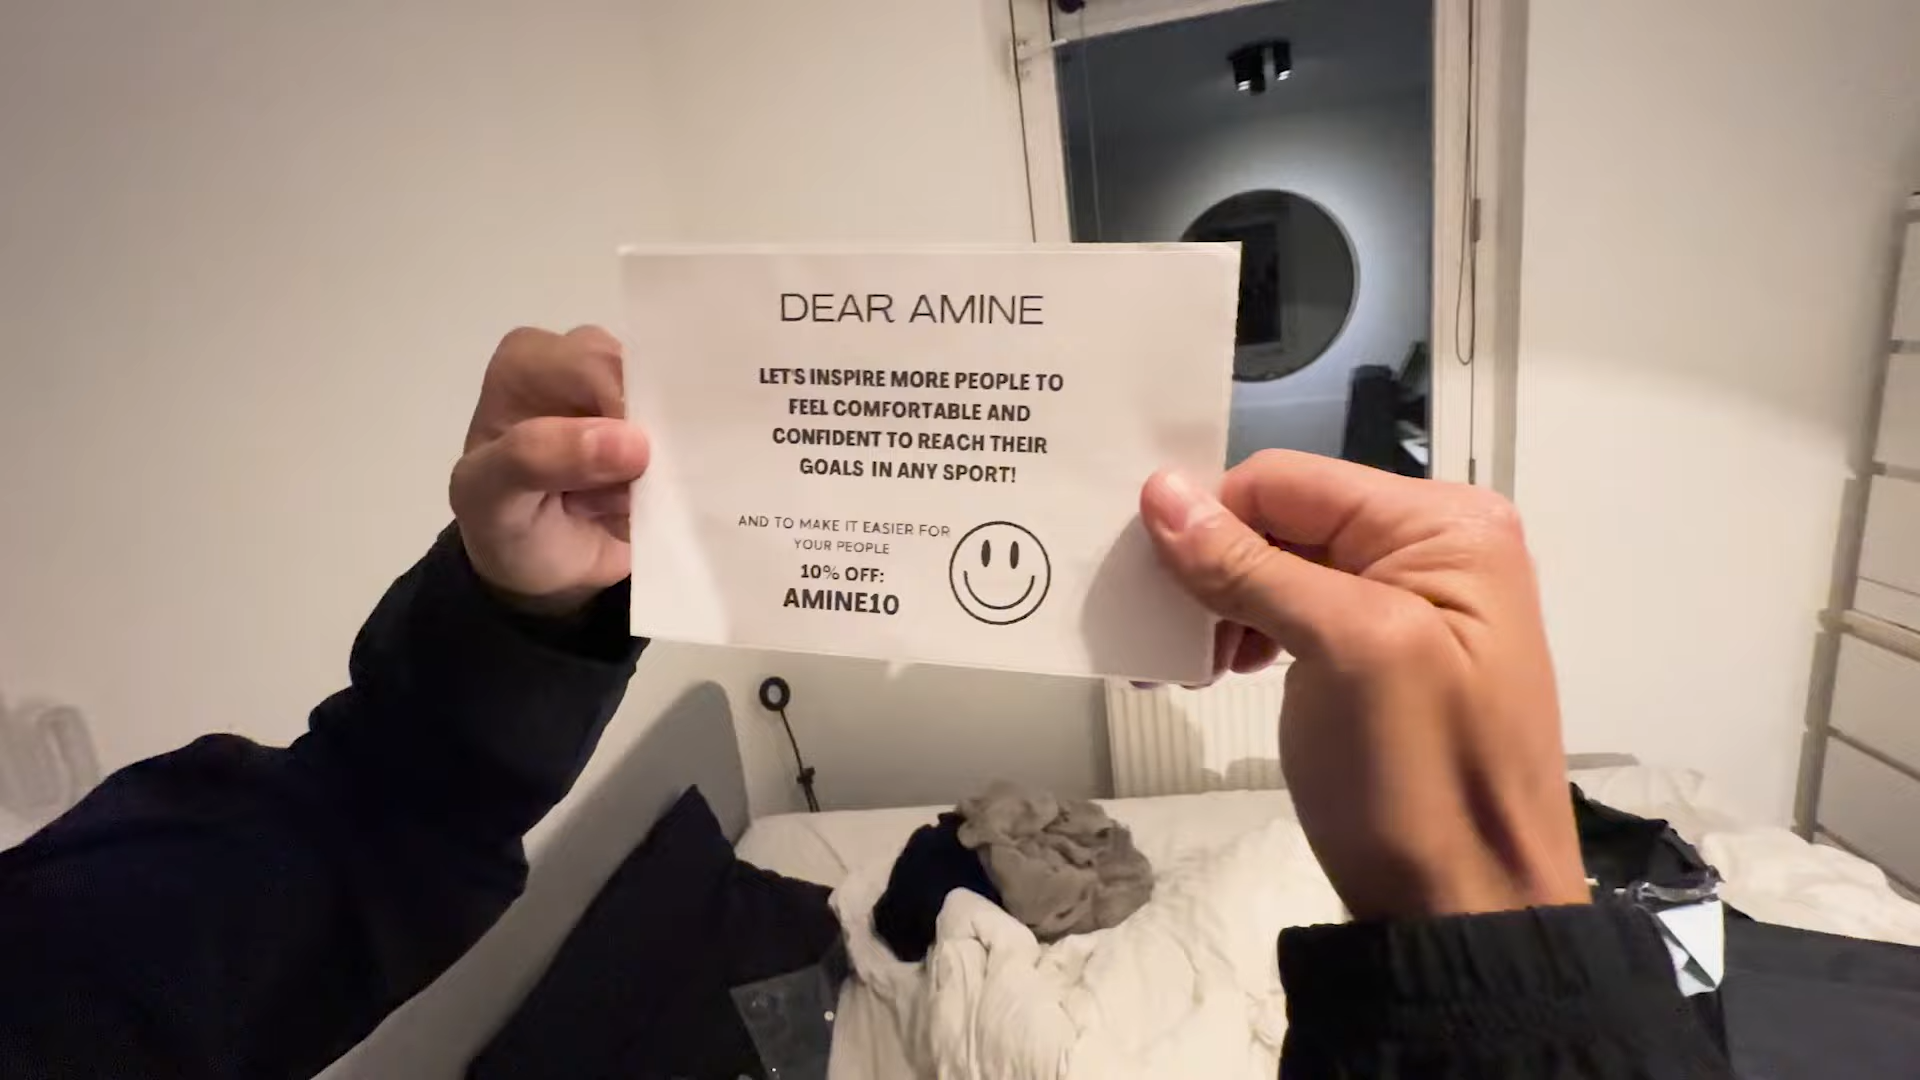 DEAR AMINE
LET'S INSPIRE MORE PEOPLE TO
FEEL COMFORTABLE AND
CONFIDENT TO REACH THEIR
GOALS IN ANY SPORT!
AND TO MAKE IT EASIER FOR
YOUR PEOPLE
10% OFF:
AMINE10